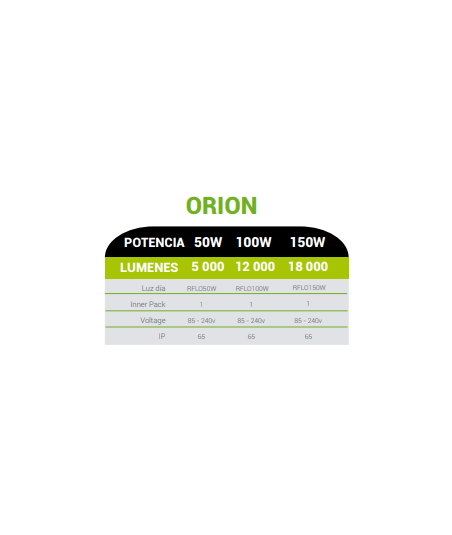 ORION
POTENCIA 50W 100W 150W
LUMENES 5 000 12 000 18 000
Luz día RFLO50W RFLO100W RFLO150W
Inner Pack 1 1 1
Voltage 85 - 240v 85 - 240v 85 - 240v
IP 65 65 65